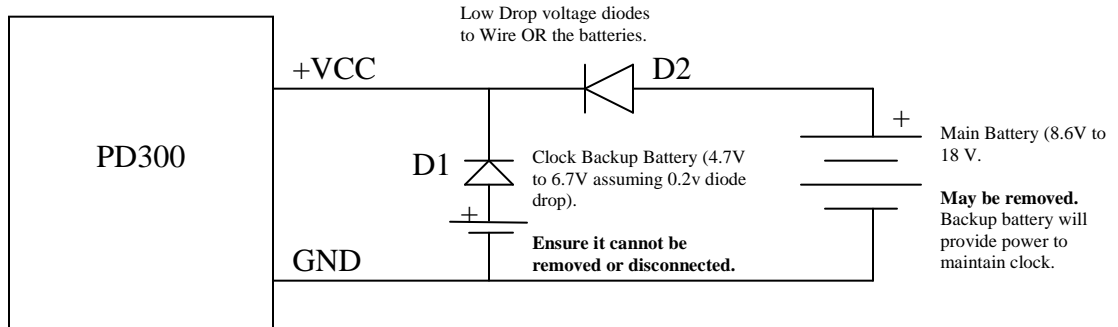 Low Drop voltage diodes
to Wire OR the batteries.
+VCC
D2
PD300
D1
Clock Backup Battery (4.7V
to 6.7V assuming 0.2v diode
drop).
+
Ensure it cannot be
removed or disconnected.
GND
+
Main Battery (8.6V to
18 V.
May be removed.
Backup battery will
provide power to
maintain clock.